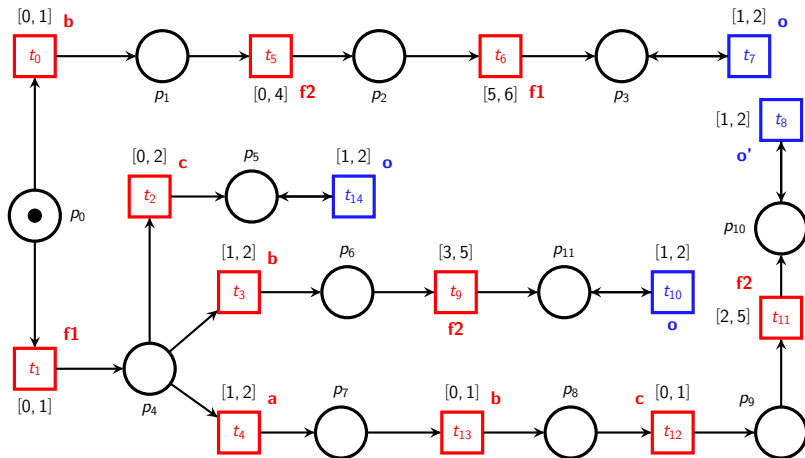 [0, 1] b
t0
p1
t5
[0, 4] f2
p2
t6
[5, 6] f1
p3
[1, 2] o
t7
[1, 2]
t8
o'
[0, 2] c
t2
p5
[1, 2] o
t14
p0
p10
[1, 2] b
t3
p6
[3, 5]
t9
f2
p11
[1, 2]
t10
o
f2
[2, 5]
t11
f1
t1
[0, 1]
p4
[1, 2] a
t4
p7
[0, 1] b
t13
p8
c [0, 1]
t12
p9